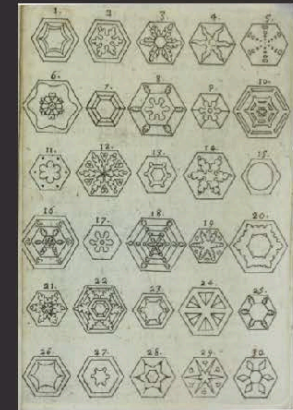 1. 2. 3. 4. 5.
6. 7. 8. 9. 10.
11. 12. 13. 14. 15.
16. 17. 18. 19. 20.
21. 22. 23. 24. 25.
26. 27. 28. 29. 30.